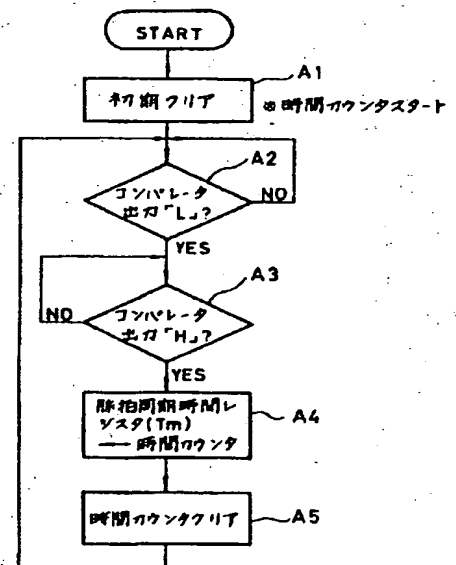 START
A1
初期クリア
※時間カウンタスタート
A2
コンパレータ
出力「L」?
NO
YES
A3
コンパレータ
出力「H」?
NO
YES
脈拍周期時間レ
ジスタ(Tm)
← 時間カウンタ
A4
時間カウンタクリア
A5